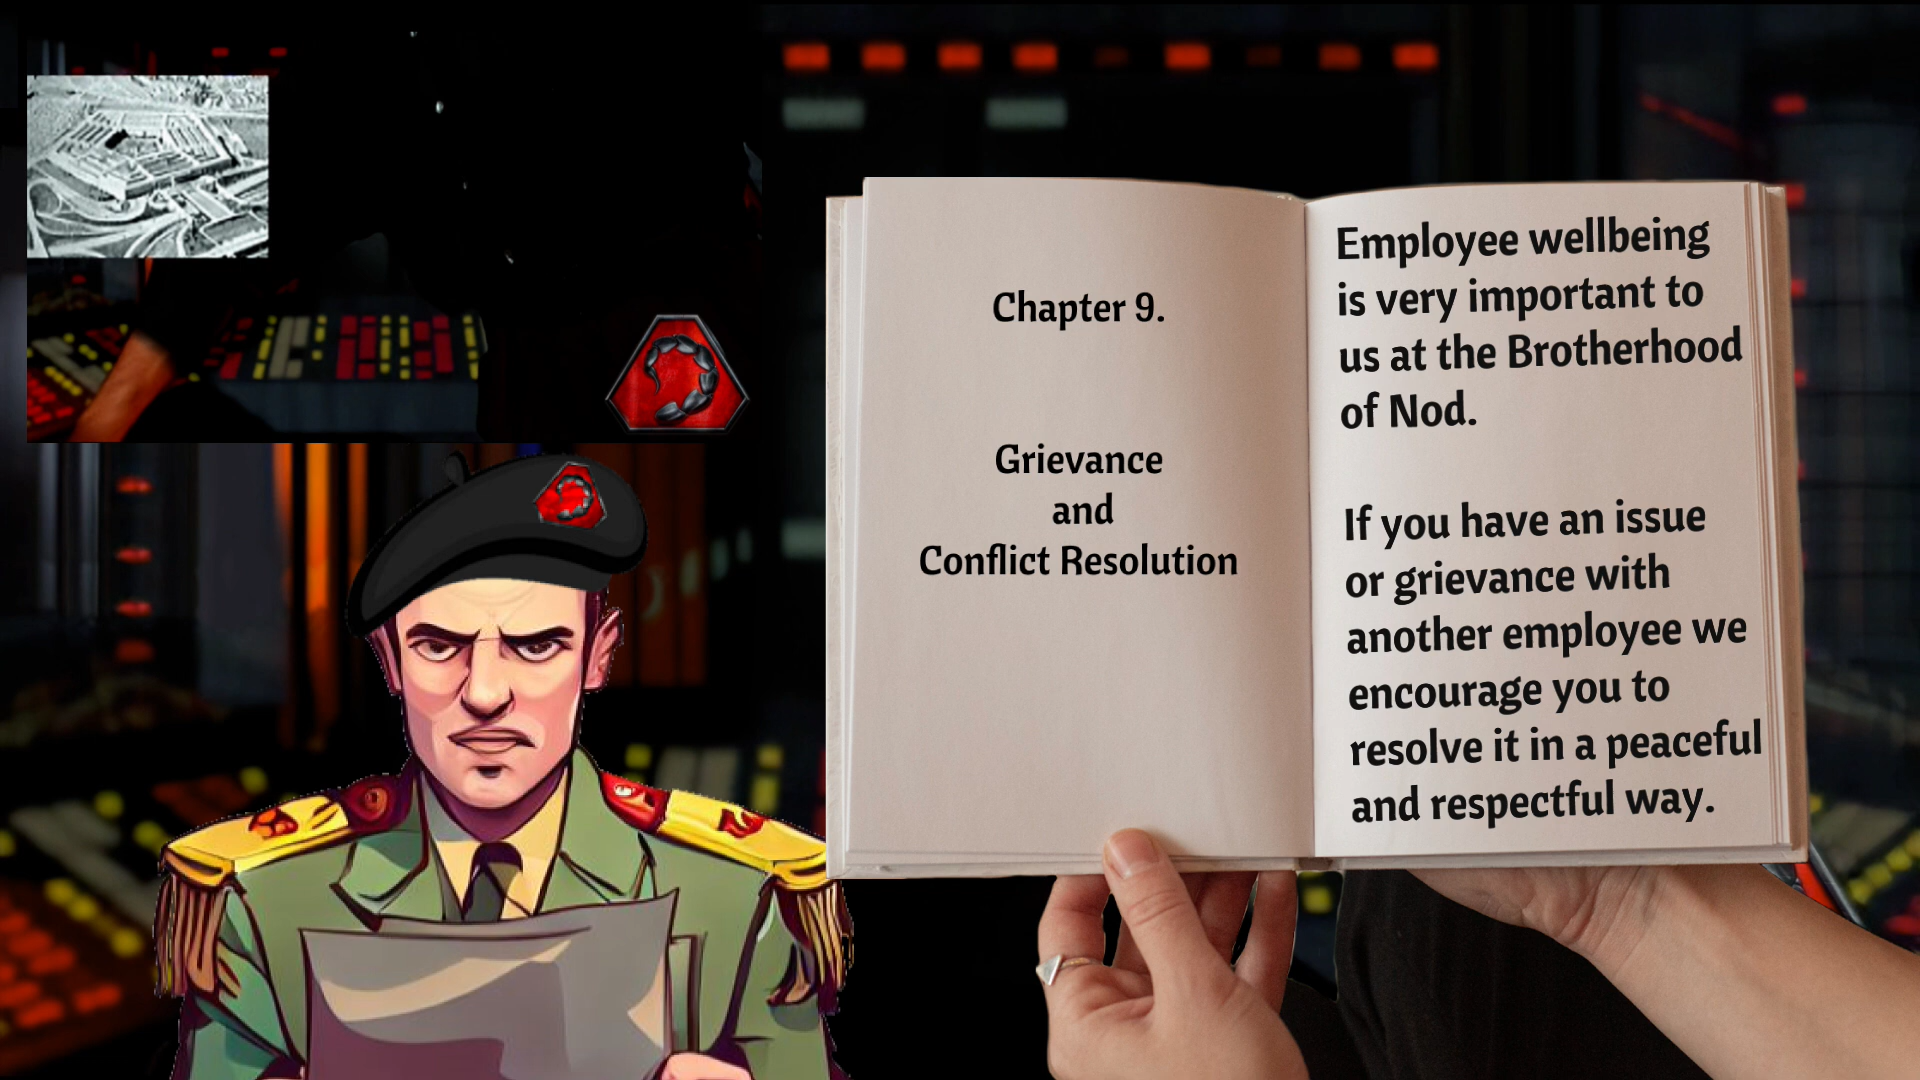 Chapter 9.
Grievance
and
Conflict Resolution
Employee wellbeing
is very important to
us at the Brotherhood
of Nod.
If you have an issue
or grievance with
another employee we
encourage you to
resolve it in a peaceful
and respectful way.